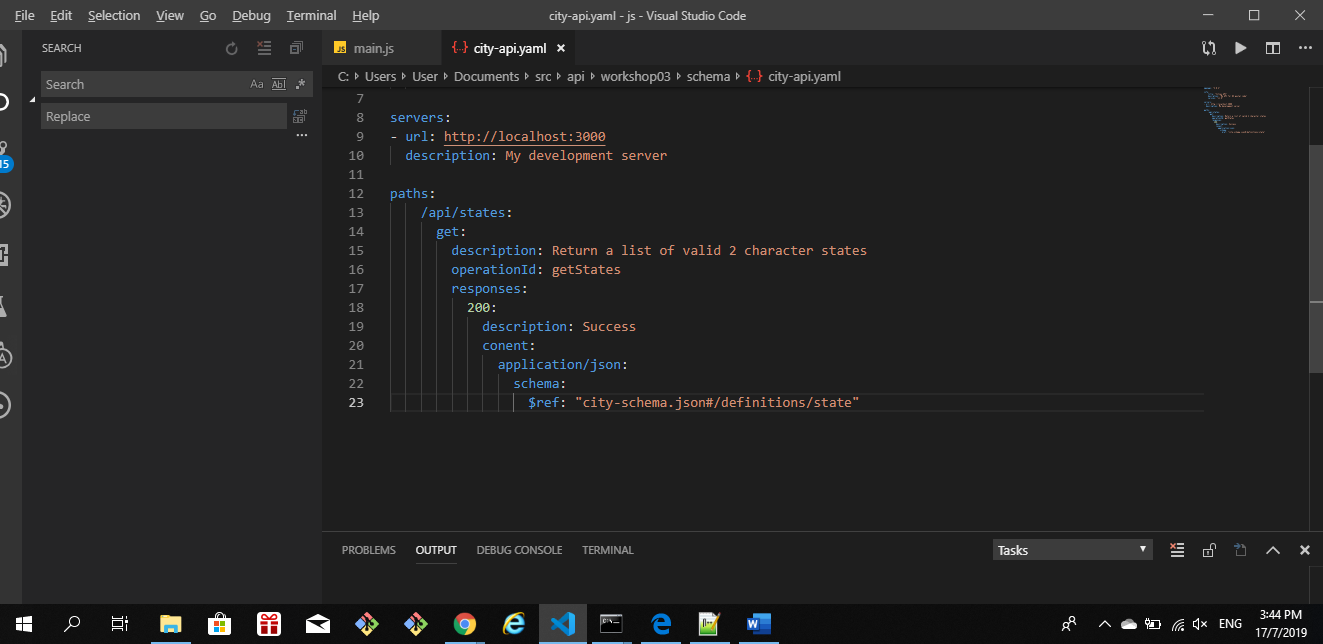 File Edit Selection View Go Debug Terminal Help
city-api.yaml - js - Visual Studio Code
SEARCH
Search
Aa Abl .*
Replace
15
JS main.js
{..} city-api.yaml
C: Users User Documents src api workshop03 schema {..} city-api.yaml
7
8 servers:
9 - url: http://localhost:3000
10 description: My development server
11
12 paths:
13 /api/states:
14 get:
15 description: Return a list of valid 2 character states
16 operationId: getStates
17 responses:
18 200:
19 description: Success
20 conent:
21 application/json:
22 schema:
23 $ref: "city-schema.json#/definitions/state"
PROBLEMS OUTPUT DEBUG CONSOLE TERMINAL
Tasks
ENG
3:44 PM
17/7/2019